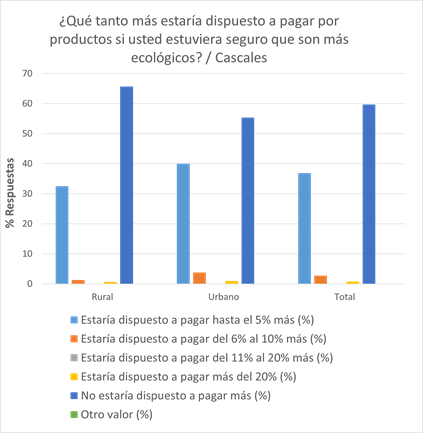 ¿Qué tanto más estaría dispuesto a pagar por
productos si usted estuviera seguro que son más
ecológicos? / Cascales
% Respuestas
70
60
50
40
30
20
10
0
Rural
Urbano
Total
Estaría dispuesto a pagar hasta el 5% más (%)
Estaría dispuesto a pagar del 6% al 10% más (%)
Estaría dispuesto a pagar del 11% al 20% más (%)
Estaría dispuesto a pagar más del 20% (%)
No estaría dispuesto a pagar más (%)
Otro valor (%)